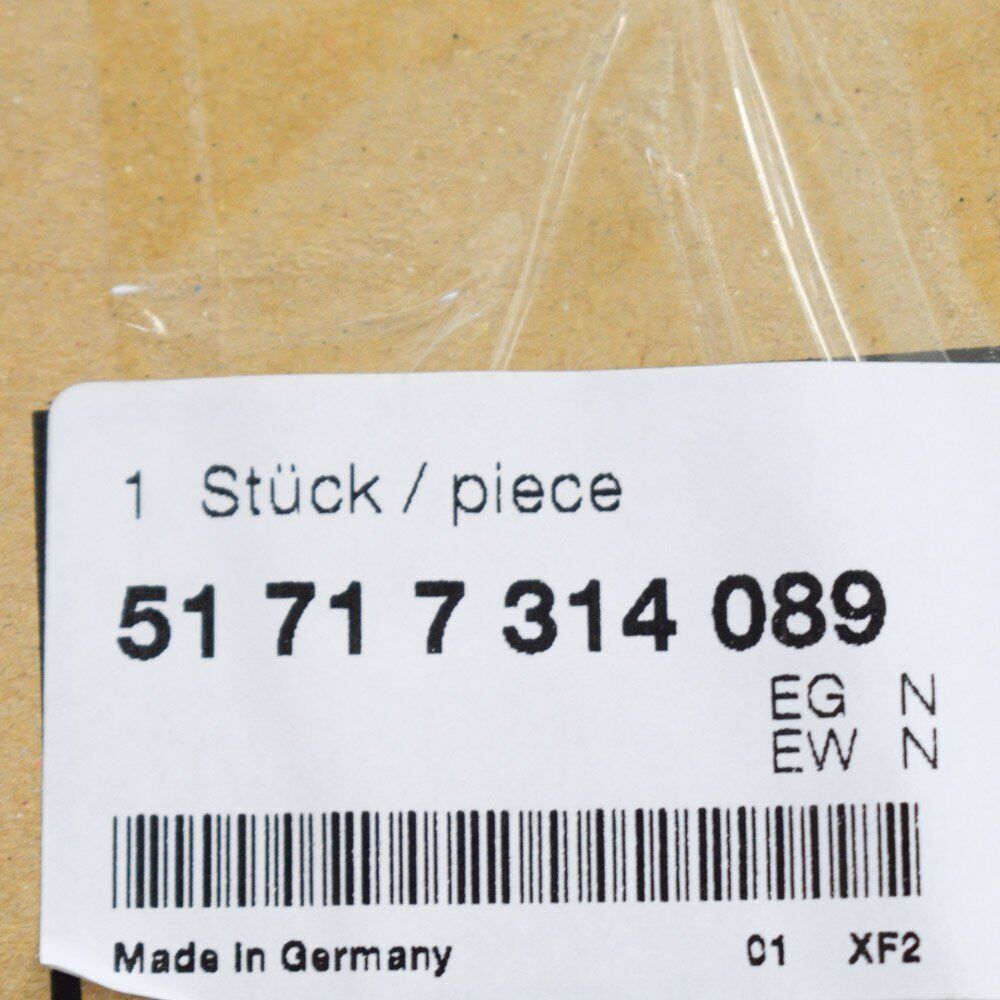 1 Stück / piece
51 71 7 314 089
EG N
EW N
Made In Germany 01 XF2